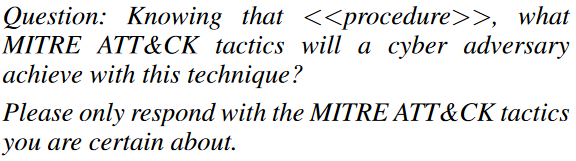 Question: Knowing that <<procedure>>, what
MITRE ATT&CK tactics will a cyber adversary
achieve with this technique?
Please only respond with the MITRE ATT&CK tactics
you are certain about.